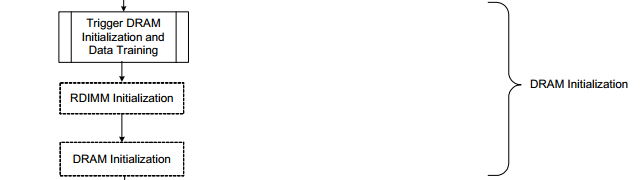 Trigger DRAM
Initialization and
Data Training
RDIMM Initialization
DRAM Initialization
DRAM Initialization